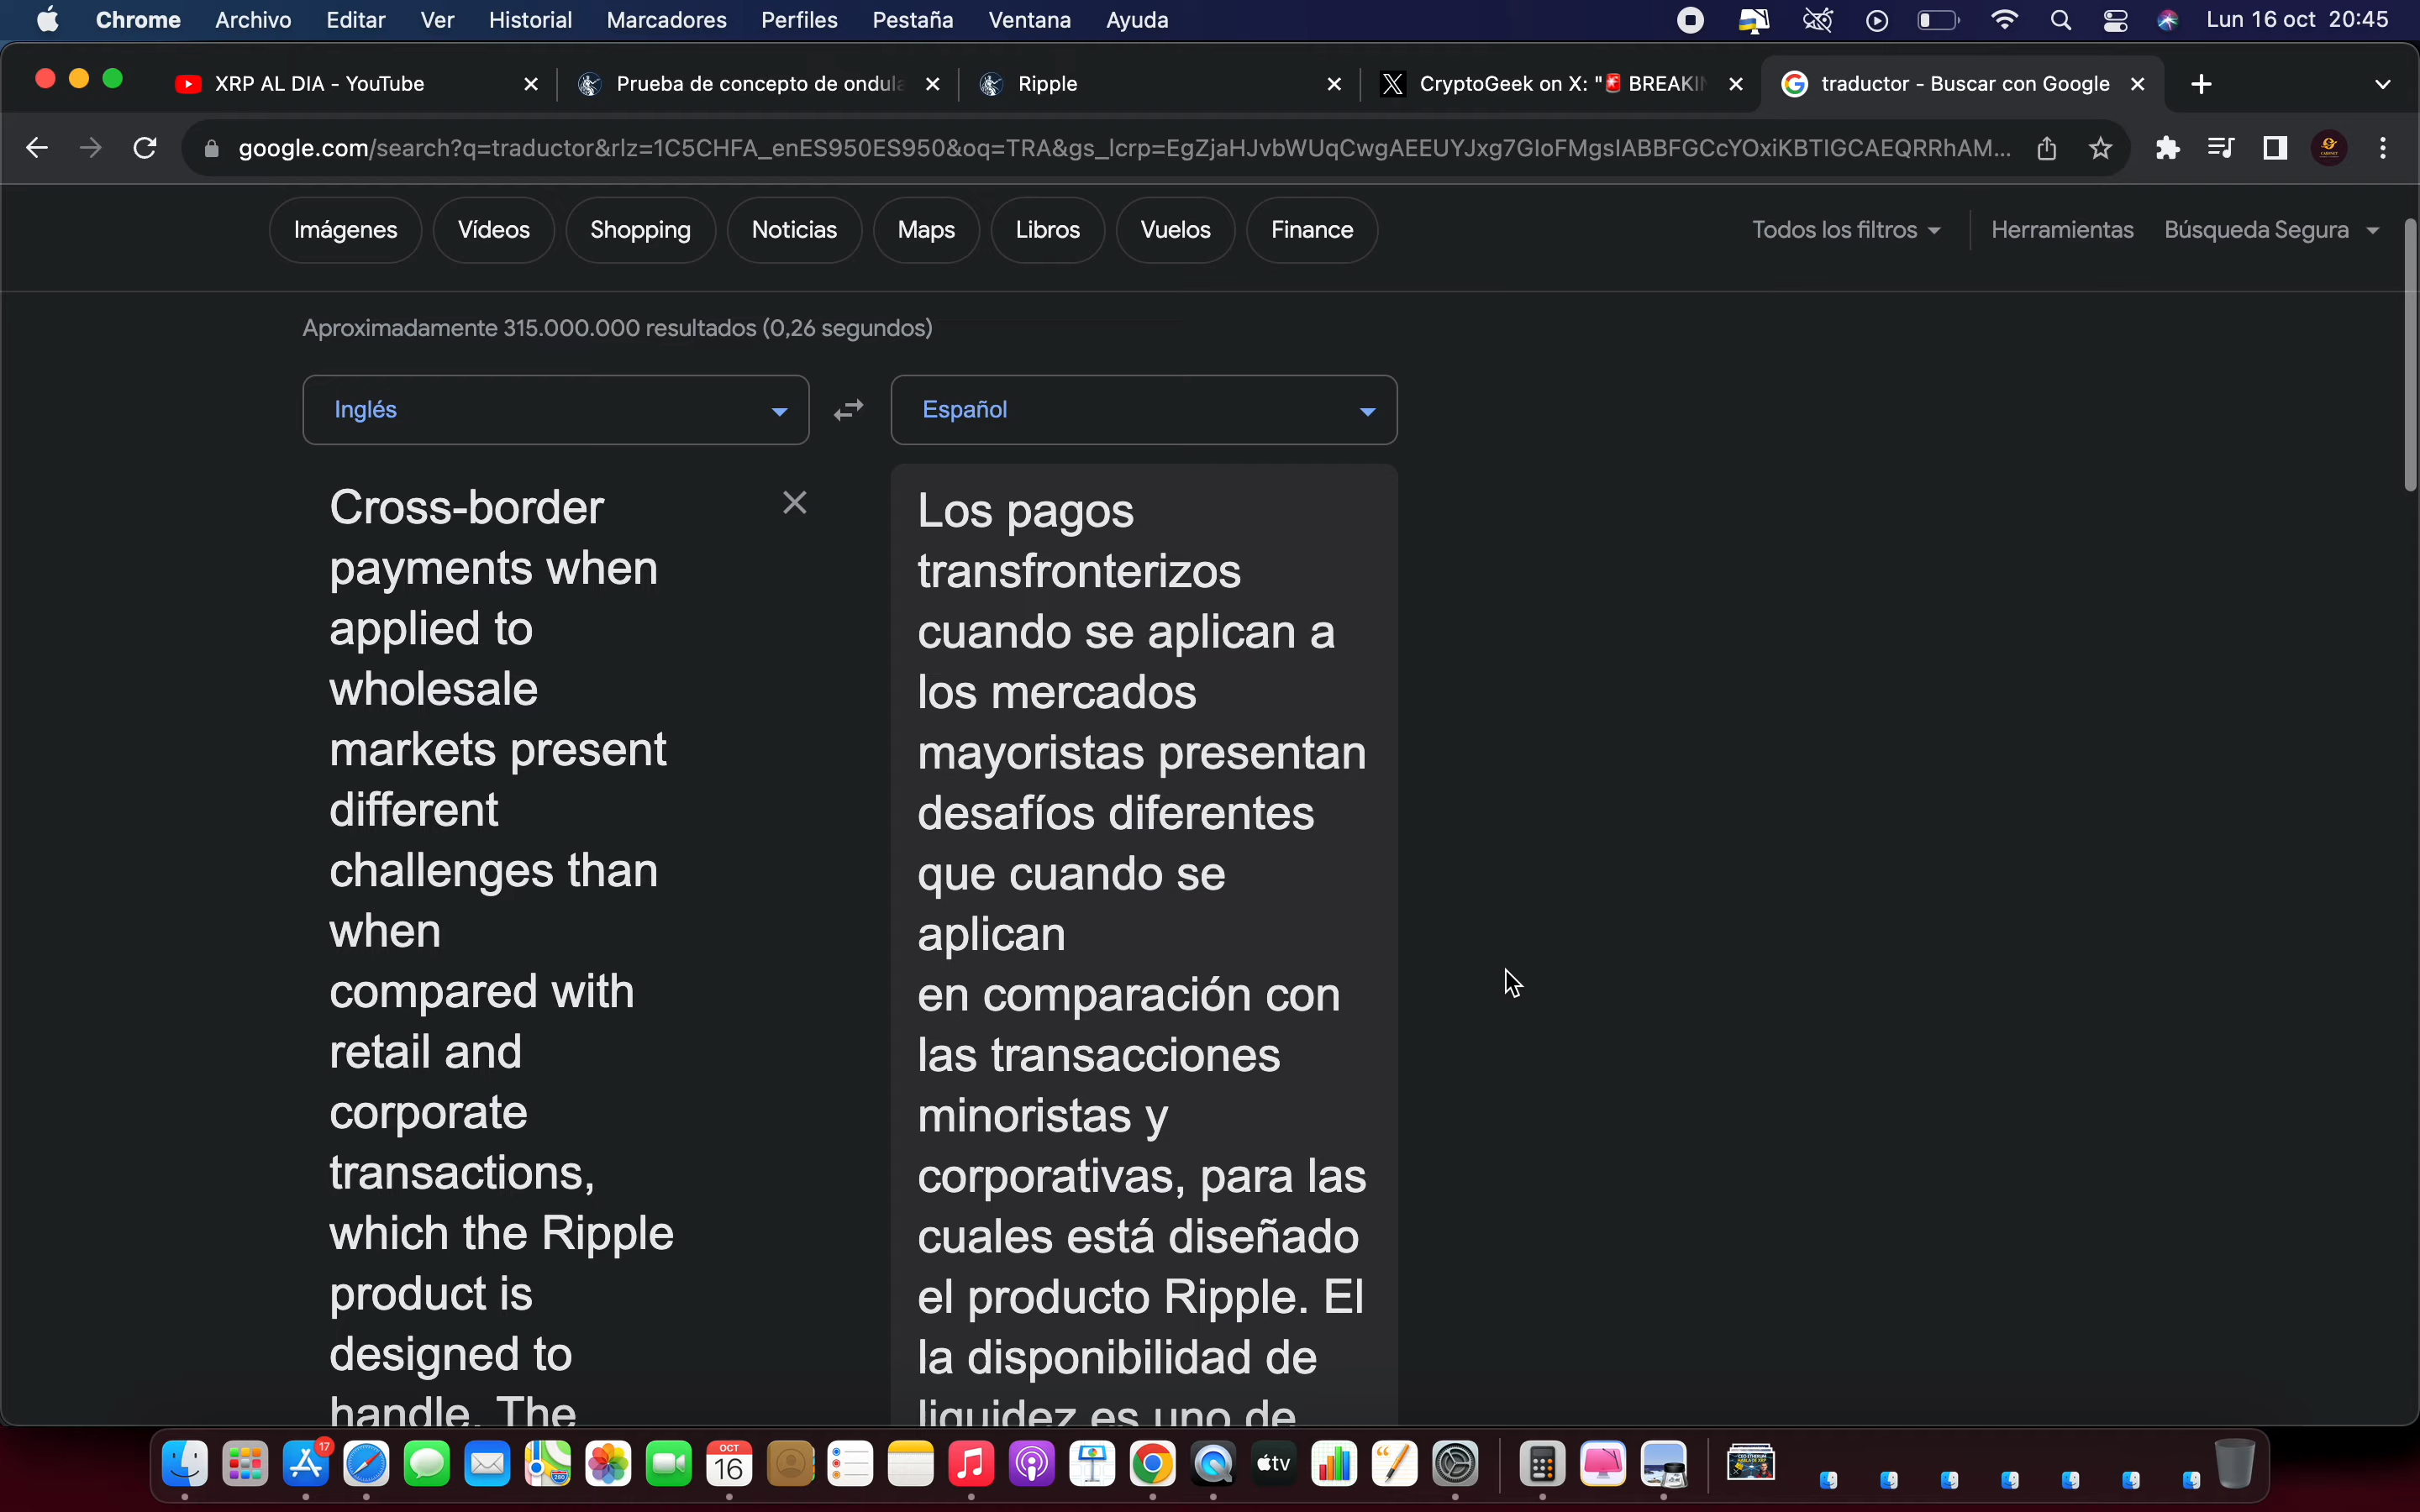 Chrome Archivo Editar Ver Historial Marcadores Perfiles Pestaña Ventana Ayuda Lun 16 oct 20:45
XRP AL DIA - YouTube Prueba de concepto de ondula Ripple CryptoGeek on X: "🚨 BREAKIN traductor - Buscar con Google
google.com/search?q=traductor&rlz=1C5CHFA_enES950ES950&oq=TRA&gs_lcrp=EgZjaHJvbWUqCwgAEEUYJxg7GIoFMgsIABBFGCcYOxiKBTIGCAEQRRhAM...
Imágenes Vídeos Shopping Noticias Maps Libros Vuelos Finance Todos los filtros Herramientas Búsqueda Segura
Aproximadamente 315.000.000 resultados (0,26 segundos)
Inglés
Español
Cross-border
payments when
applied to
wholesale
markets present
different
challenges than
when
compared with
retail and
corporate
transactions,
which the Ripple
product is
designed to
handle. The
Los pagos
transfronterizos
cuando se aplican a
los mercados
mayoristas presentan
desafíos diferentes
que cuando se
aplican
en comparación con
las transacciones
minoristas y
corporativas, para las
cuales está diseñado
el producto Ripple. El
la disponibilidad de
liquidez es uno de
17
OCT
16
tv